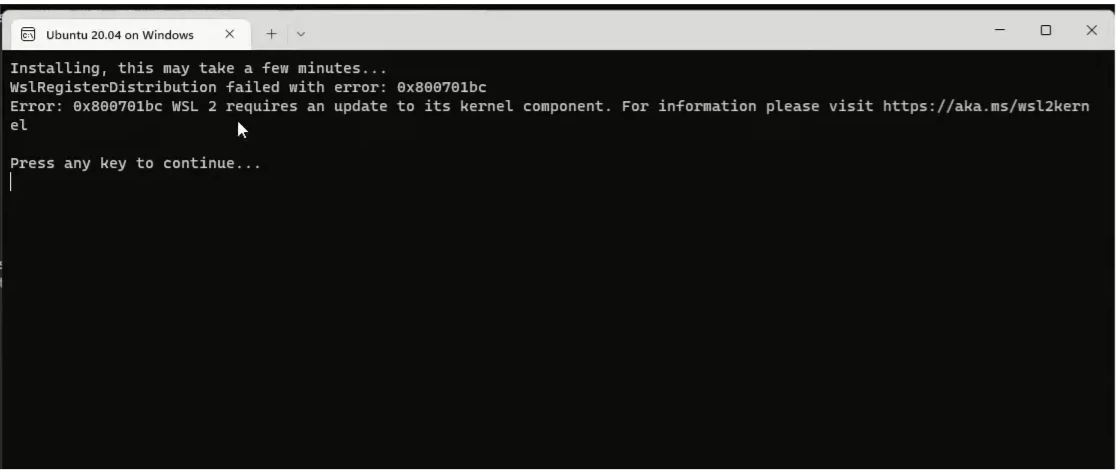 Ubuntu 20.04 on Windows
Installing, this may take a few minutes...
WslRegisterDistribution failed with error: 0x800701bc
Error: 0x800701bc WSL 2 requires an update to its kernel component. For information please visit https://aka.ms/wsl2kern
el
Press any key to continue...